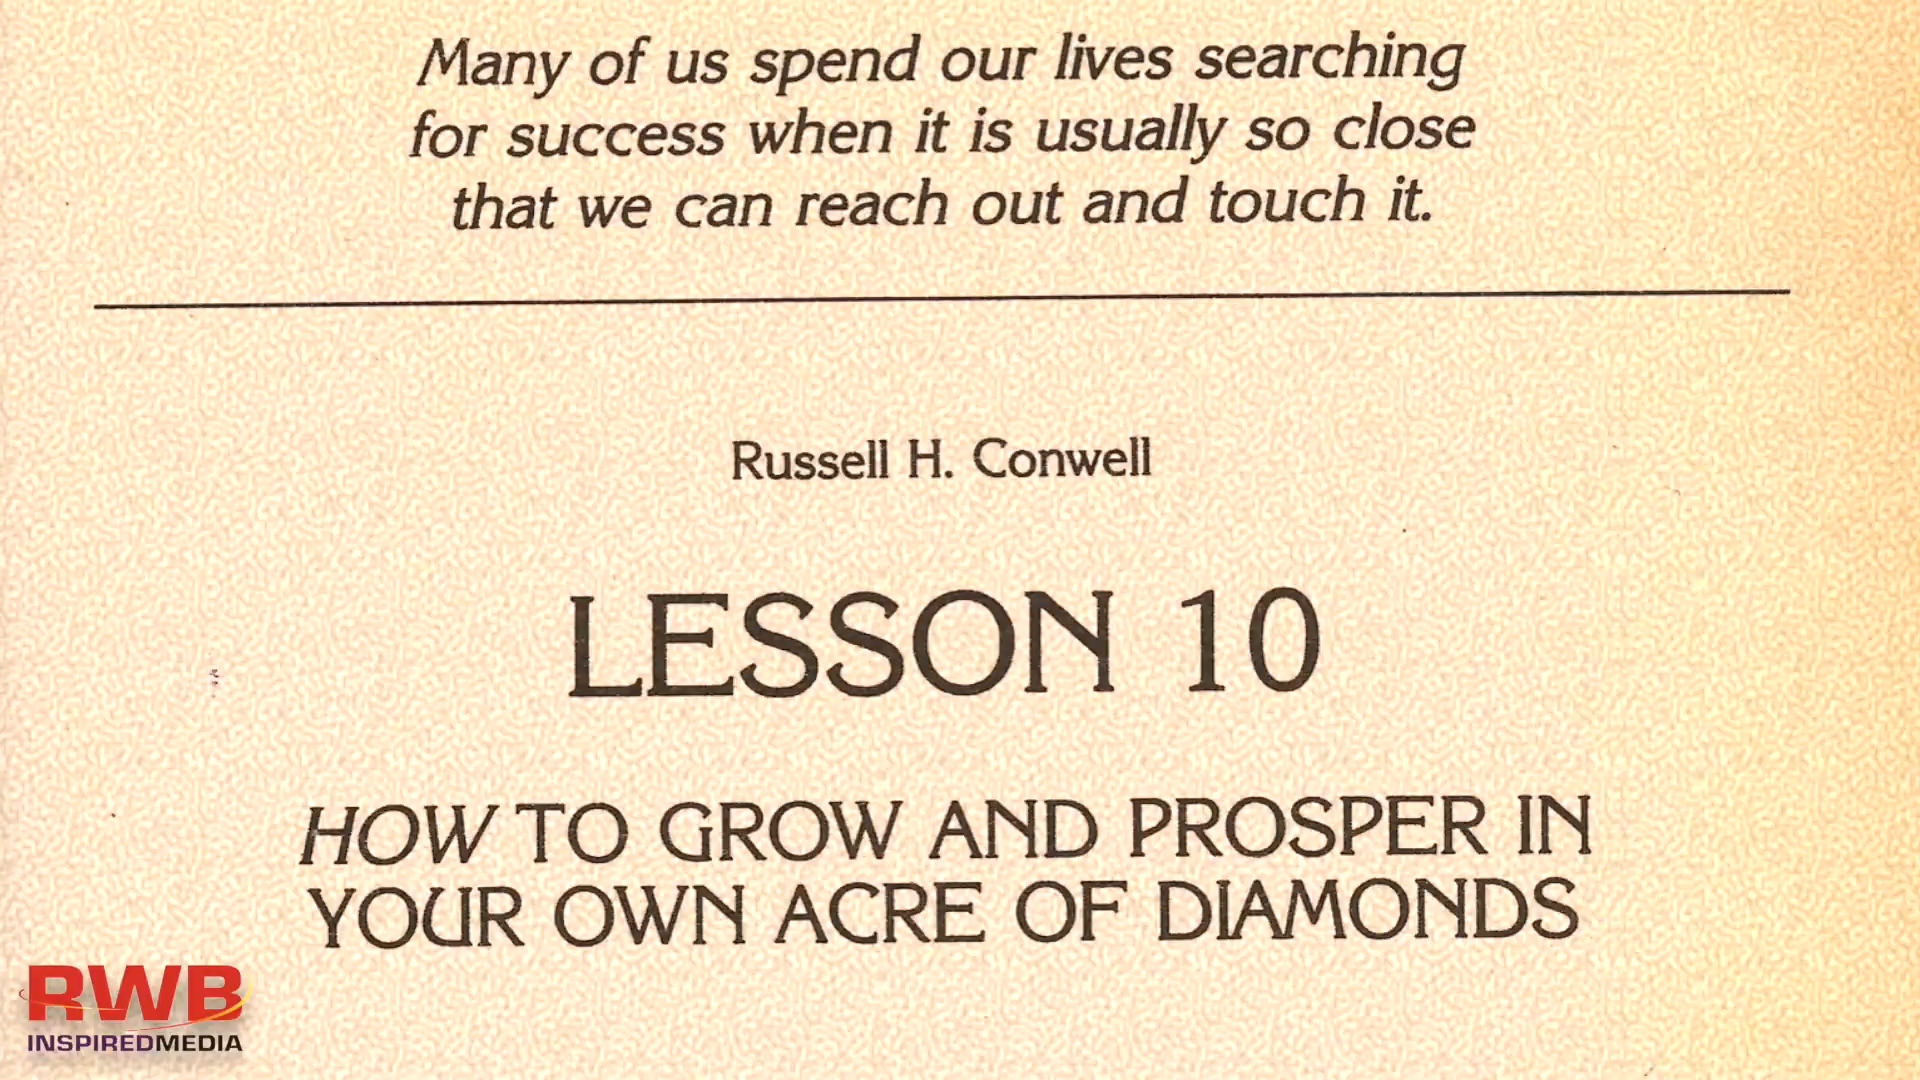 Many of us spend our lives searching
for success when it is usually so close
that we can reach out and touch it.
Russell H. Conwell
LESSON 10
HOW TO GROW AND PROSPER IN
YOUR OWN ACRE OF DIAMONDS
RWB
INSPIREDMEDIA